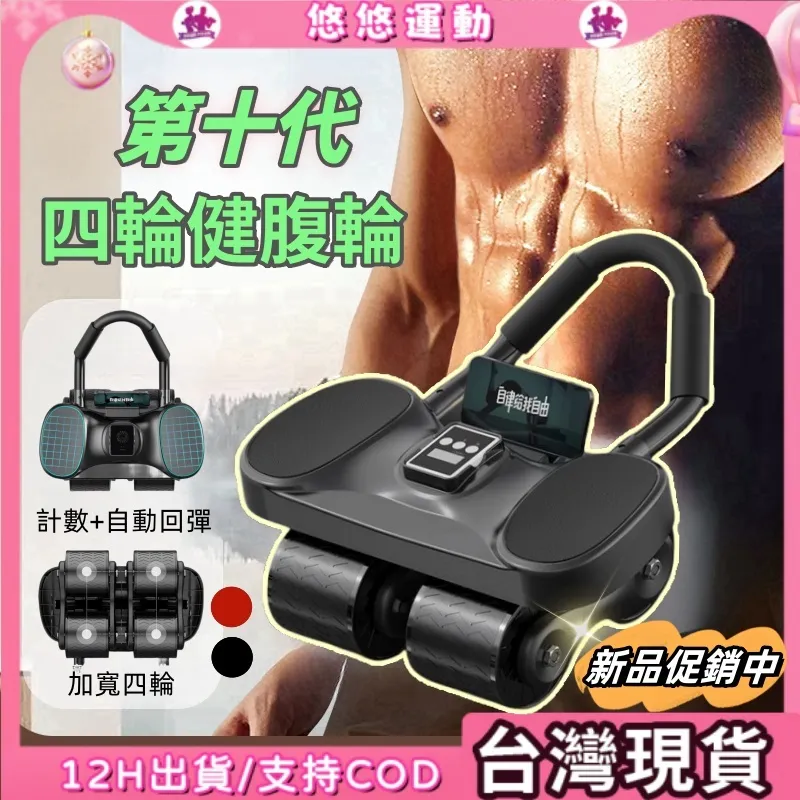 悠悠運動
第十代
四輪健腹輪
自律給我自由
計數+自動回彈
加寬四輪
新品促銷中
12H出貨/支持COD
台灣現貨